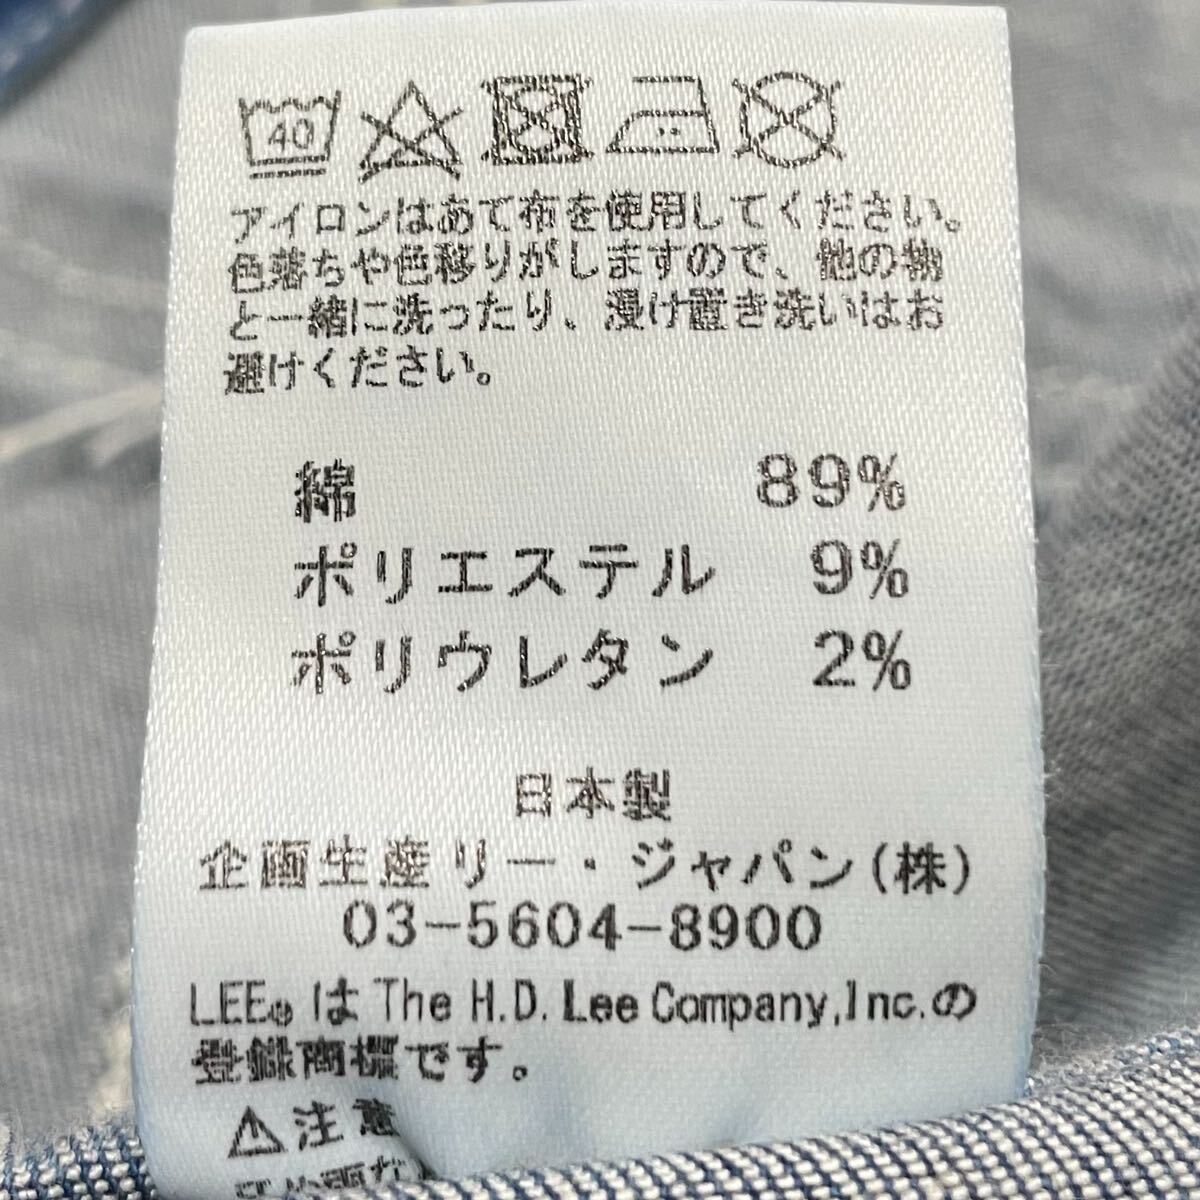 40
アイロンはあて布を使用してください。
色落ちや色移りがしますので、他の物
と一緒に洗ったり、浸け置き洗いはお
避けください。
綿 89%
ポリエステル 9%
ポリウレタン 2%
日本製
企画生産リー・ジャパン(株)
03-5604-8900
LEE®はThe H.D. Lee Company,Inc.の
登録商標です。
⚠注意